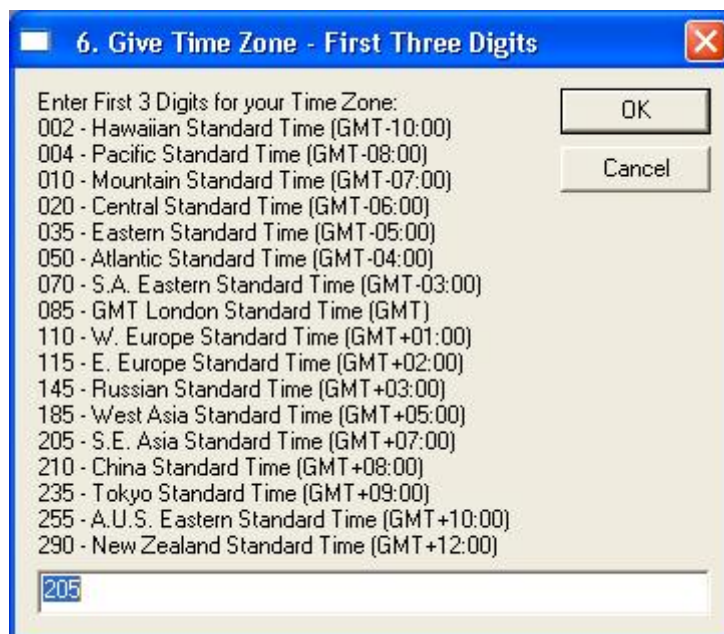 6. Give Time Zone - First Three Digits
Enter First 3 Digits for your Time Zone:
OK
002 - Hawaiian Standard Time (GMT-10:00)
004 - Pacific Standard Time (GMT-08:00)
Cancel
010 - Mountain Standard Time (GMT-07:00)
020 - Central Standard Time (GMT-06:00)
035 - Eastern Standard Time (GMT-05:00)
050 - Atlantic Standard Time (GMT-04:00)
070 - S.A. Eastern Standard Time (GMT-03:00)
085 - GMT London Standard Time (GMT)
110 - W. Europe Standard Time (GMT+01:00)
115 - E. Europe Standard Time (GMT+02:00)
145 - Russian Standard Time (GMT+03:00)
185 - West Asia Standard Time (GMT+05:00)
205 - S.E. Asia Standard Time (GMT+07:00)
210 - China Standard Time (GMT+08:00)
235 - Tokyo Standard Time (GMT+09:00)
255 - A.U.S. Eastern Standard Time (GMT+10:00)
290 - New Zealand Standard Time (GMT+12:00)
205